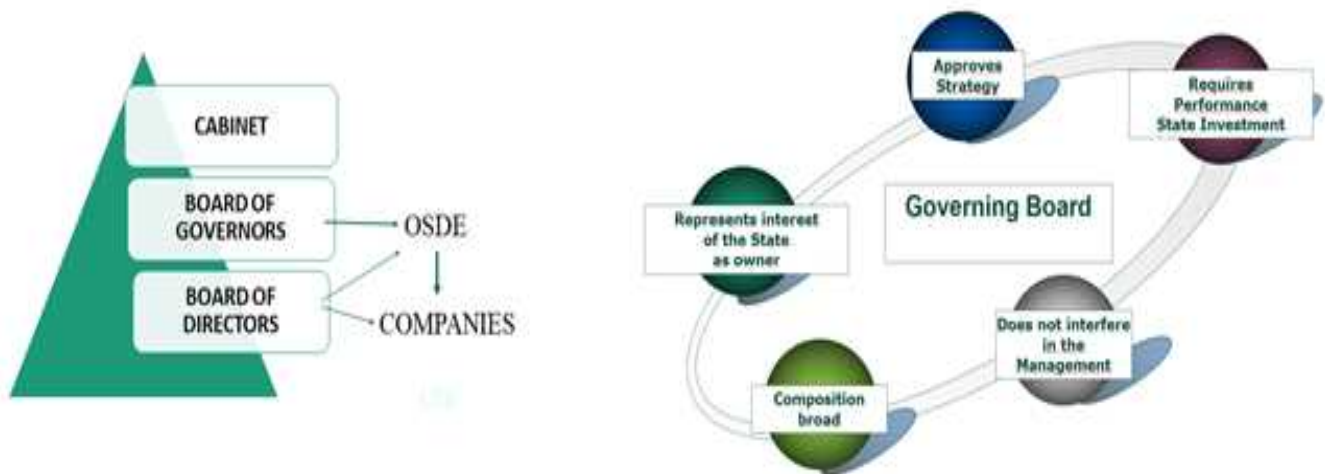 CABINET
BOARD OF
GOVERNORS
OSDE
BOARD OF
DIRECTORS
COMPANIES
Approves
Strategy
Requires
Performance
State Investment
Governing Board
Represents interest
of the State
as owner
Does not interfere
in the
Management
Composition
broad